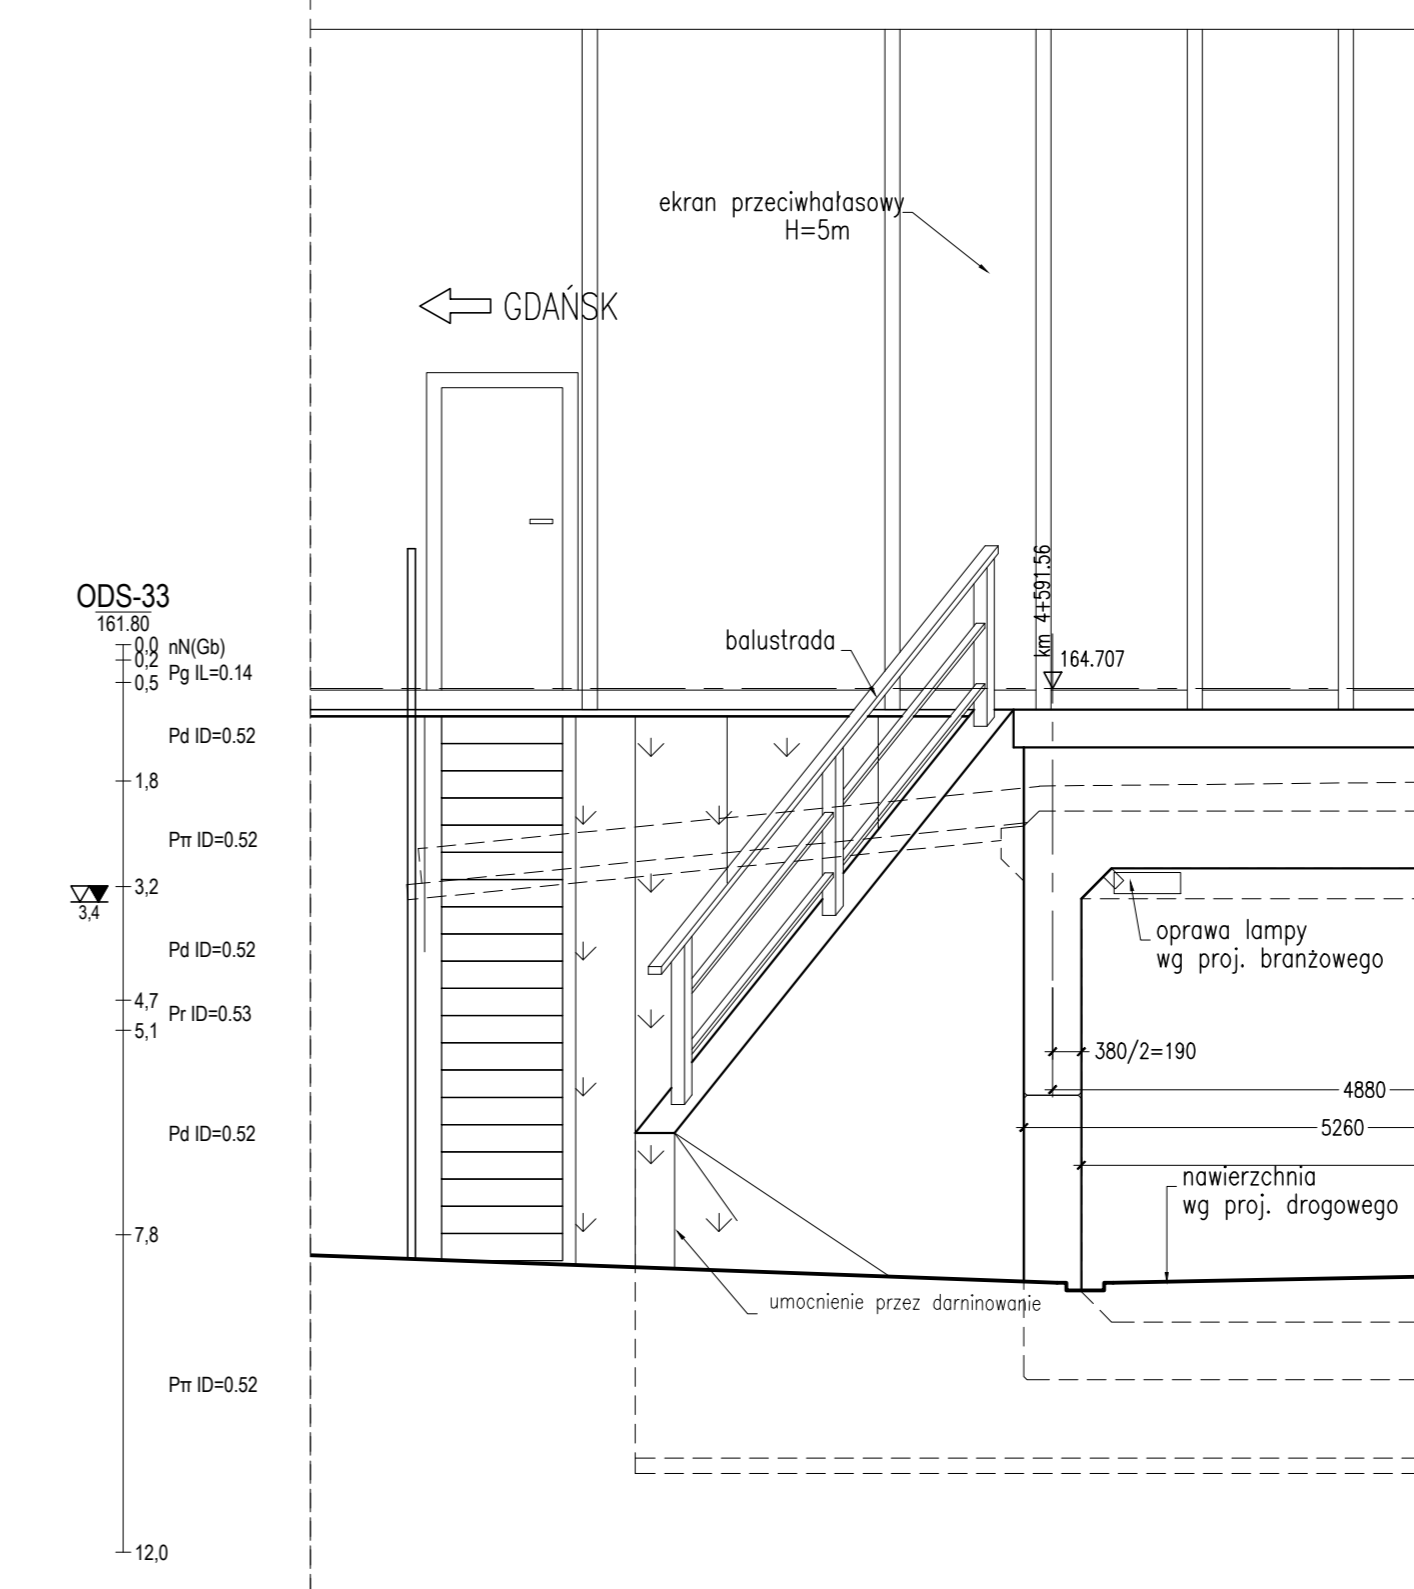 ekran przeciwhałasowy
H=5m
GDAŃSK
ODS-33
161.80
0,0 nN(Gb)
0,2
Pg IL=0.14
0,5
Pd ID=0.52
1,8
Pπ ID=0.52
3,2
3,4
Pd ID=0.52
4,7
Pr ID=0.53
5,1
Pd ID=0.52
7,8
Pπ ID=0.52
12,0
balustrada
km 4+591.56
164.707
oprawa lampy
wg proj. branżowego
380/2=190
4880
5260
nawierzchnia
wg proj. drogowego
umocnienie przez darninowanie